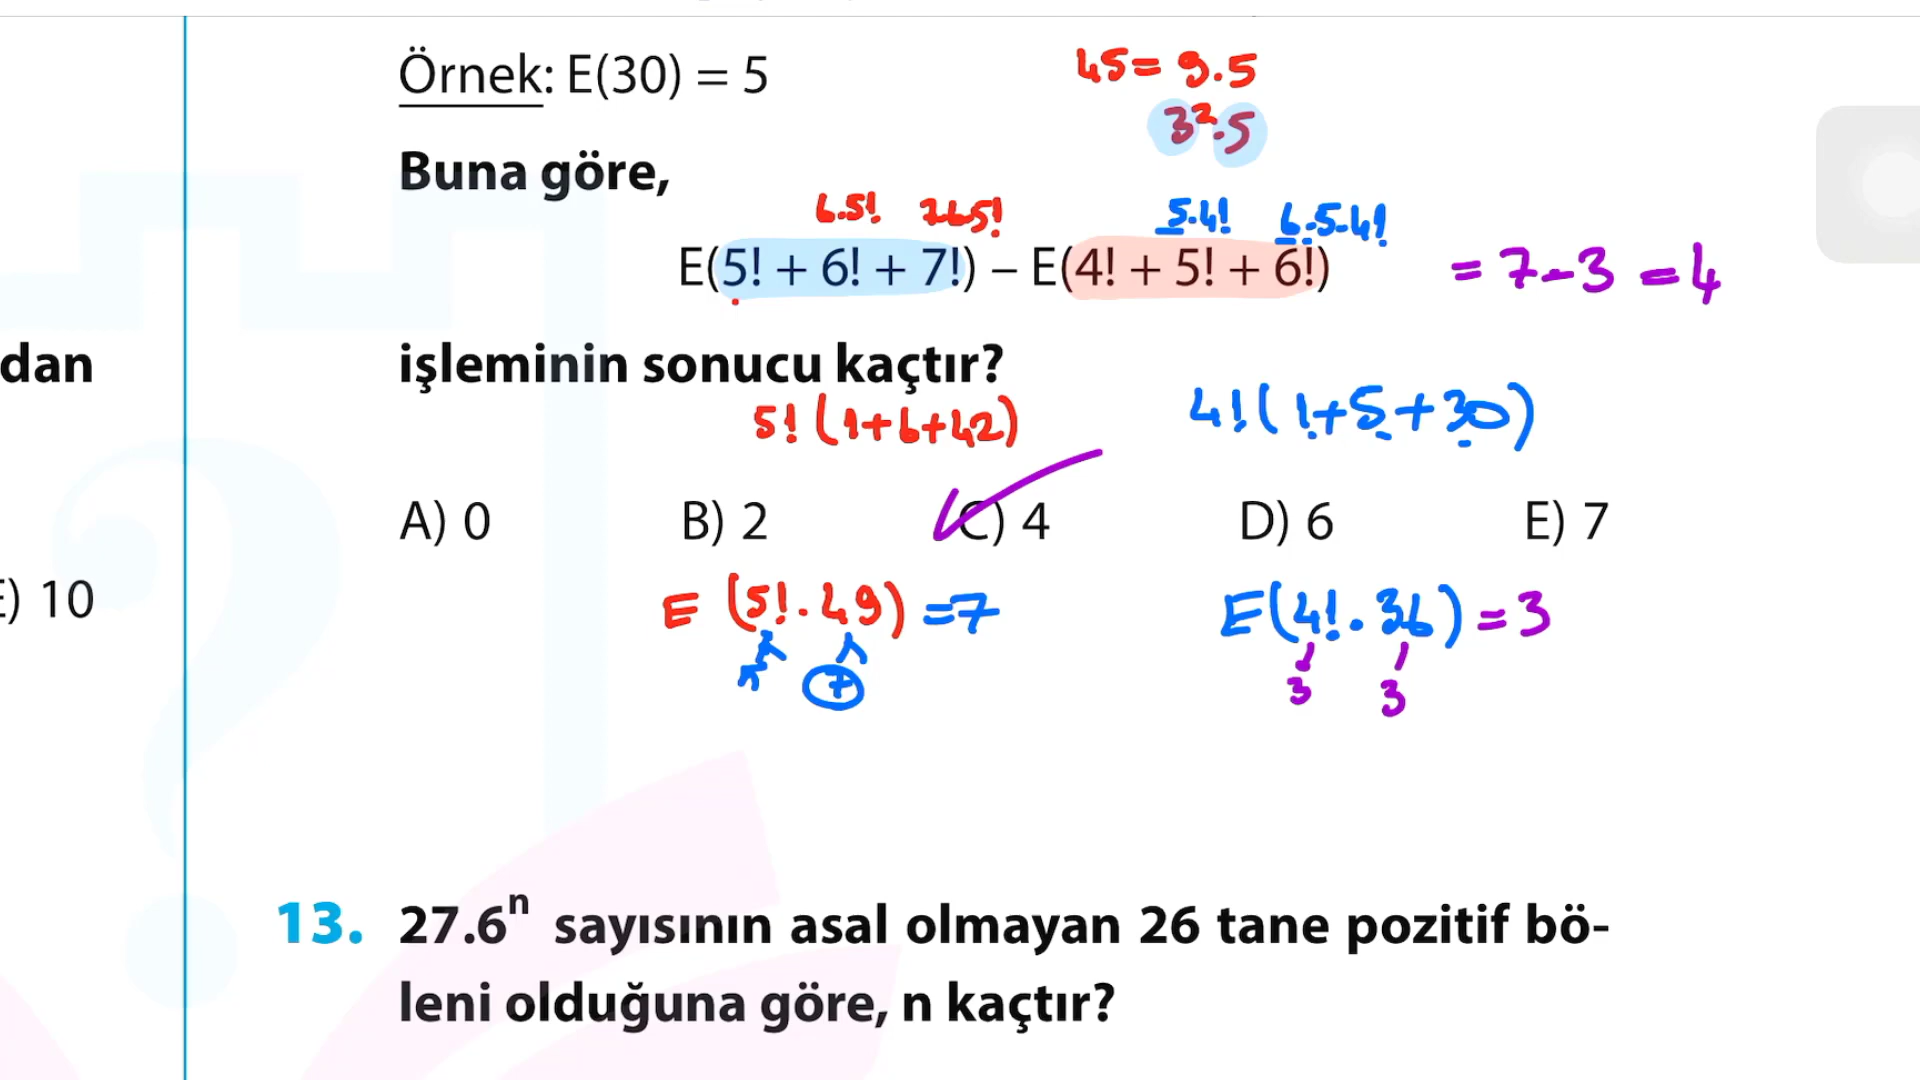 Örnek: E(30) = 5
45 = 9.5
3².5
Buna göre,
6.5! 7.6.5! 5.4! 6.5.4!
E(5! + 6! + 7!) – E(4! + 5! + 6!) = 7-3 = 4
dan
işleminin sonucu kaçtır?
5! (1+6+42) 4! (1+5+30)
A) 0 B) 2 C) 4 D) 6 E) 7
) 10
E (5! . 49) = 7 E(4! . 36) = 3
7 3 3
13. 27.6ⁿ sayısının asal olmayan 26 tane pozitif bö-
leni olduğuna göre, n kaçtır?